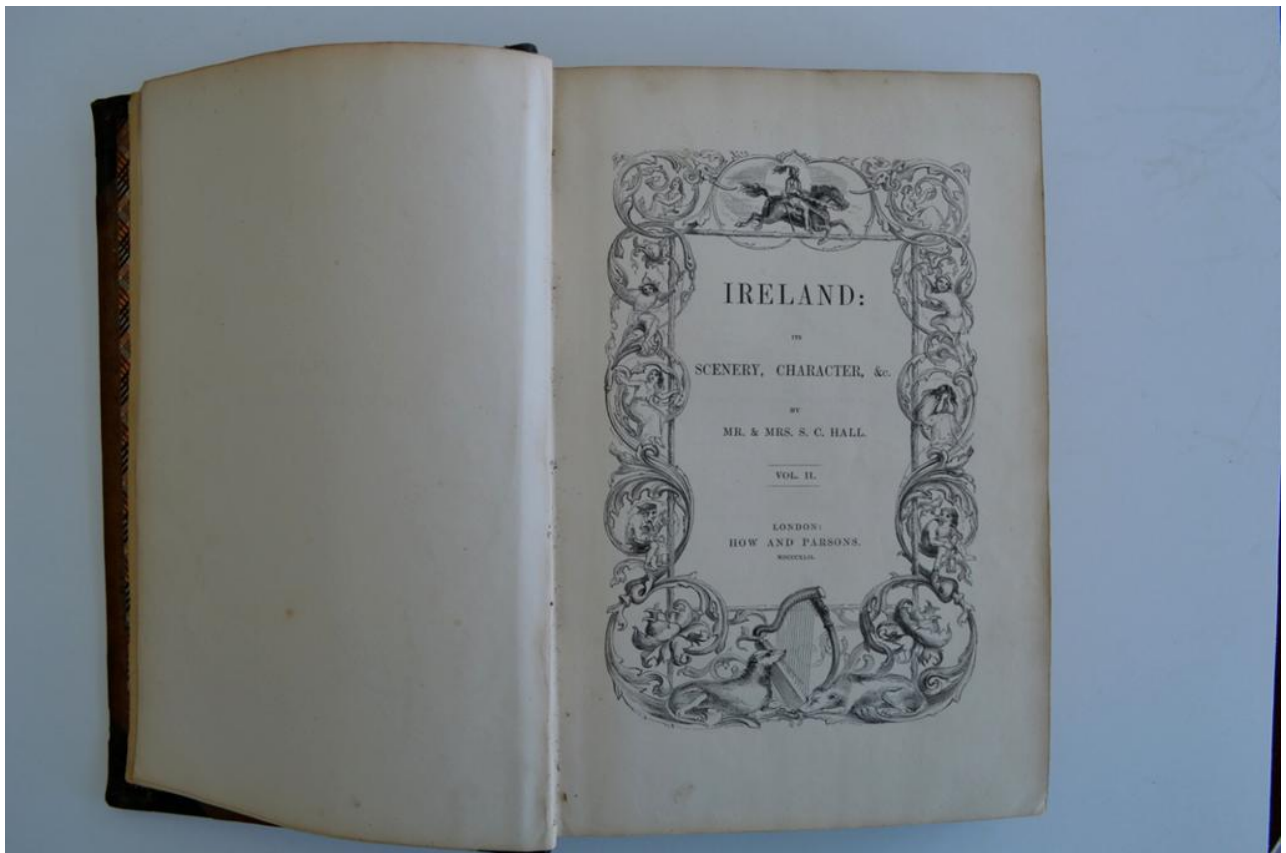 IRELAND:
ITS
SCENERY, CHARACTER, &c.
BY
MR. & MRS. S. C. HALL.
VOL. II.
LONDON:
HOW AND PARSONS.